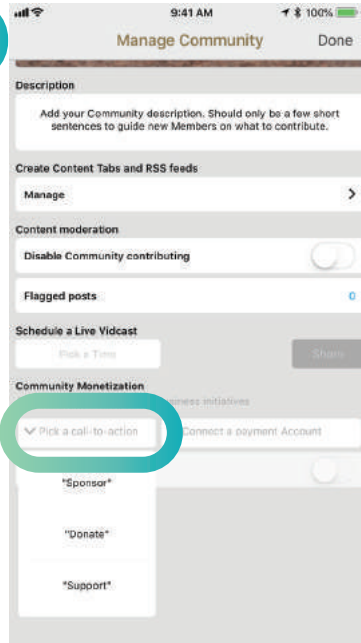 9:41 AM
100%
Manage Community
Done
Description
Add your Community description. Should only be a few short
sentences to guide new Members on what to contribute.
Create Content Tabs and RSS feeds
Manage
Content moderation
Disable Community contributing
Flagged posts
0
Schedule a Live Vidcast
Pick a Time
Share
Community Monetization
business initiatives
Pick a call-to-action
Connect a payment Account
"Sponsor"
"Donate"
"Support"